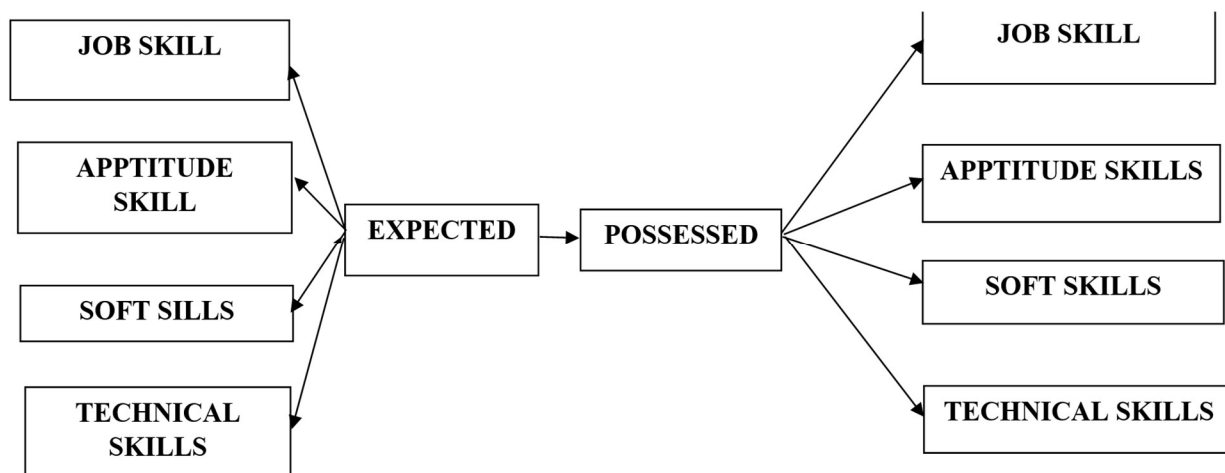 JOB SKILL
APPTITUDE
SKILL
SOFT SILLS
TECHNICAL
SKILLS
EXPECTED
POSSESSED
JOB SKILL
APPTITUDE SKILLS
SOFT SKILLS
TECHNICAL SKILLS